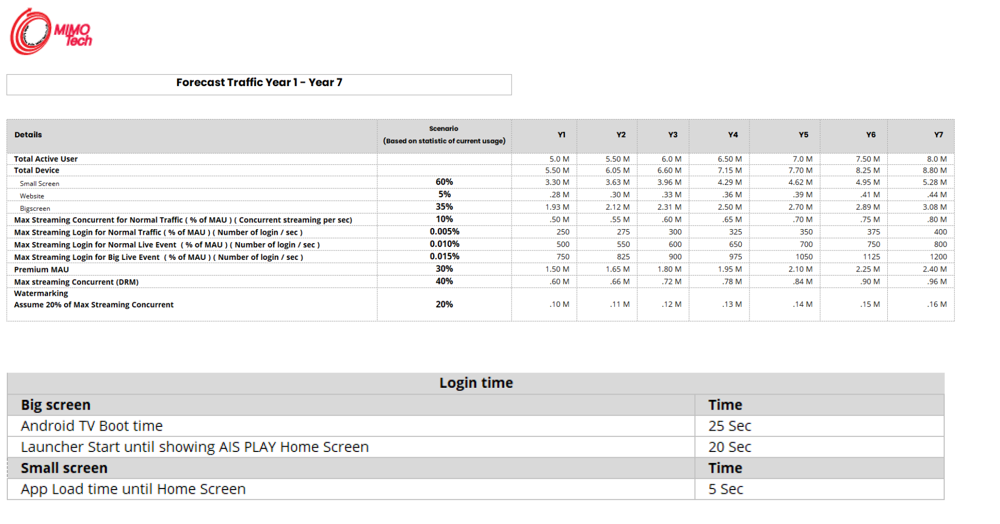 MIMO
Tech
Forecast Traffic Year 1 - Year 7
Details Scenario (Based on statistic of current usage) Y1 Y2 Y3 Y4 Y5 Y6 Y7
Total Active User 5.0 M 5.50 M 6.0 M 6.50 M 7.0 M 7.50 M 8.0 M
Total Device 5.50 M 6.05 M 6.60 M 7.15 M 7.70 M 8.25 M 8.80 M
Small Screen 60% 3.30 M 3.63 M 3.96 M 4.29 M 4.62 M 4.95 M 5.28 M
Website 5% .28 M .30 M .33 M .36 M .39 M .41 M .44 M
Bigscreen 35% 1.93 M 2.12 M 2.31 M 2.50 M 2.70 M 2.89 M 3.08 M
Max Streaming Concurrent for Normal Traffic ( % of MAU ) ( Concurrent streaming per sec) 10% .50 M .55 M .60 M .65 M .70 M .75 M .80 M
Max Streaming Login for Normal Traffic ( % of MAU ) ( Number of login / sec ) 0.005% 250 275 300 325 350 375 400
Max Streaming Login for Normal Live Event ( % of MAU ) ( Number of login / sec ) 0.010% 500 550 600 650 700 750 800
Max Streaming Login for Big Live Event ( % of MAU ) ( Number of login / sec ) 0.015% 750 825 900 975 1050 1125 1200
Premium MAU 30% 1.50 M 1.65 M 1.80 M 1.95 M 2.10 M 2.25 M 2.40 M
Max streaming Concurrent (DRM) 40% .60 M .66 M .72 M .78 M .84 M .90 M .96 M
Watermarking
Assume 20% of Max Streaming Concurrent 20% .10 M .11 M .12 M .13 M .14 M .15 M .16 M
Login time
Big screen Time
Android TV Boot time 25 Sec
Launcher Start until showing AIS PLAY Home Screen 20 Sec
Small screen Time
App Load time until Home Screen 5 Sec